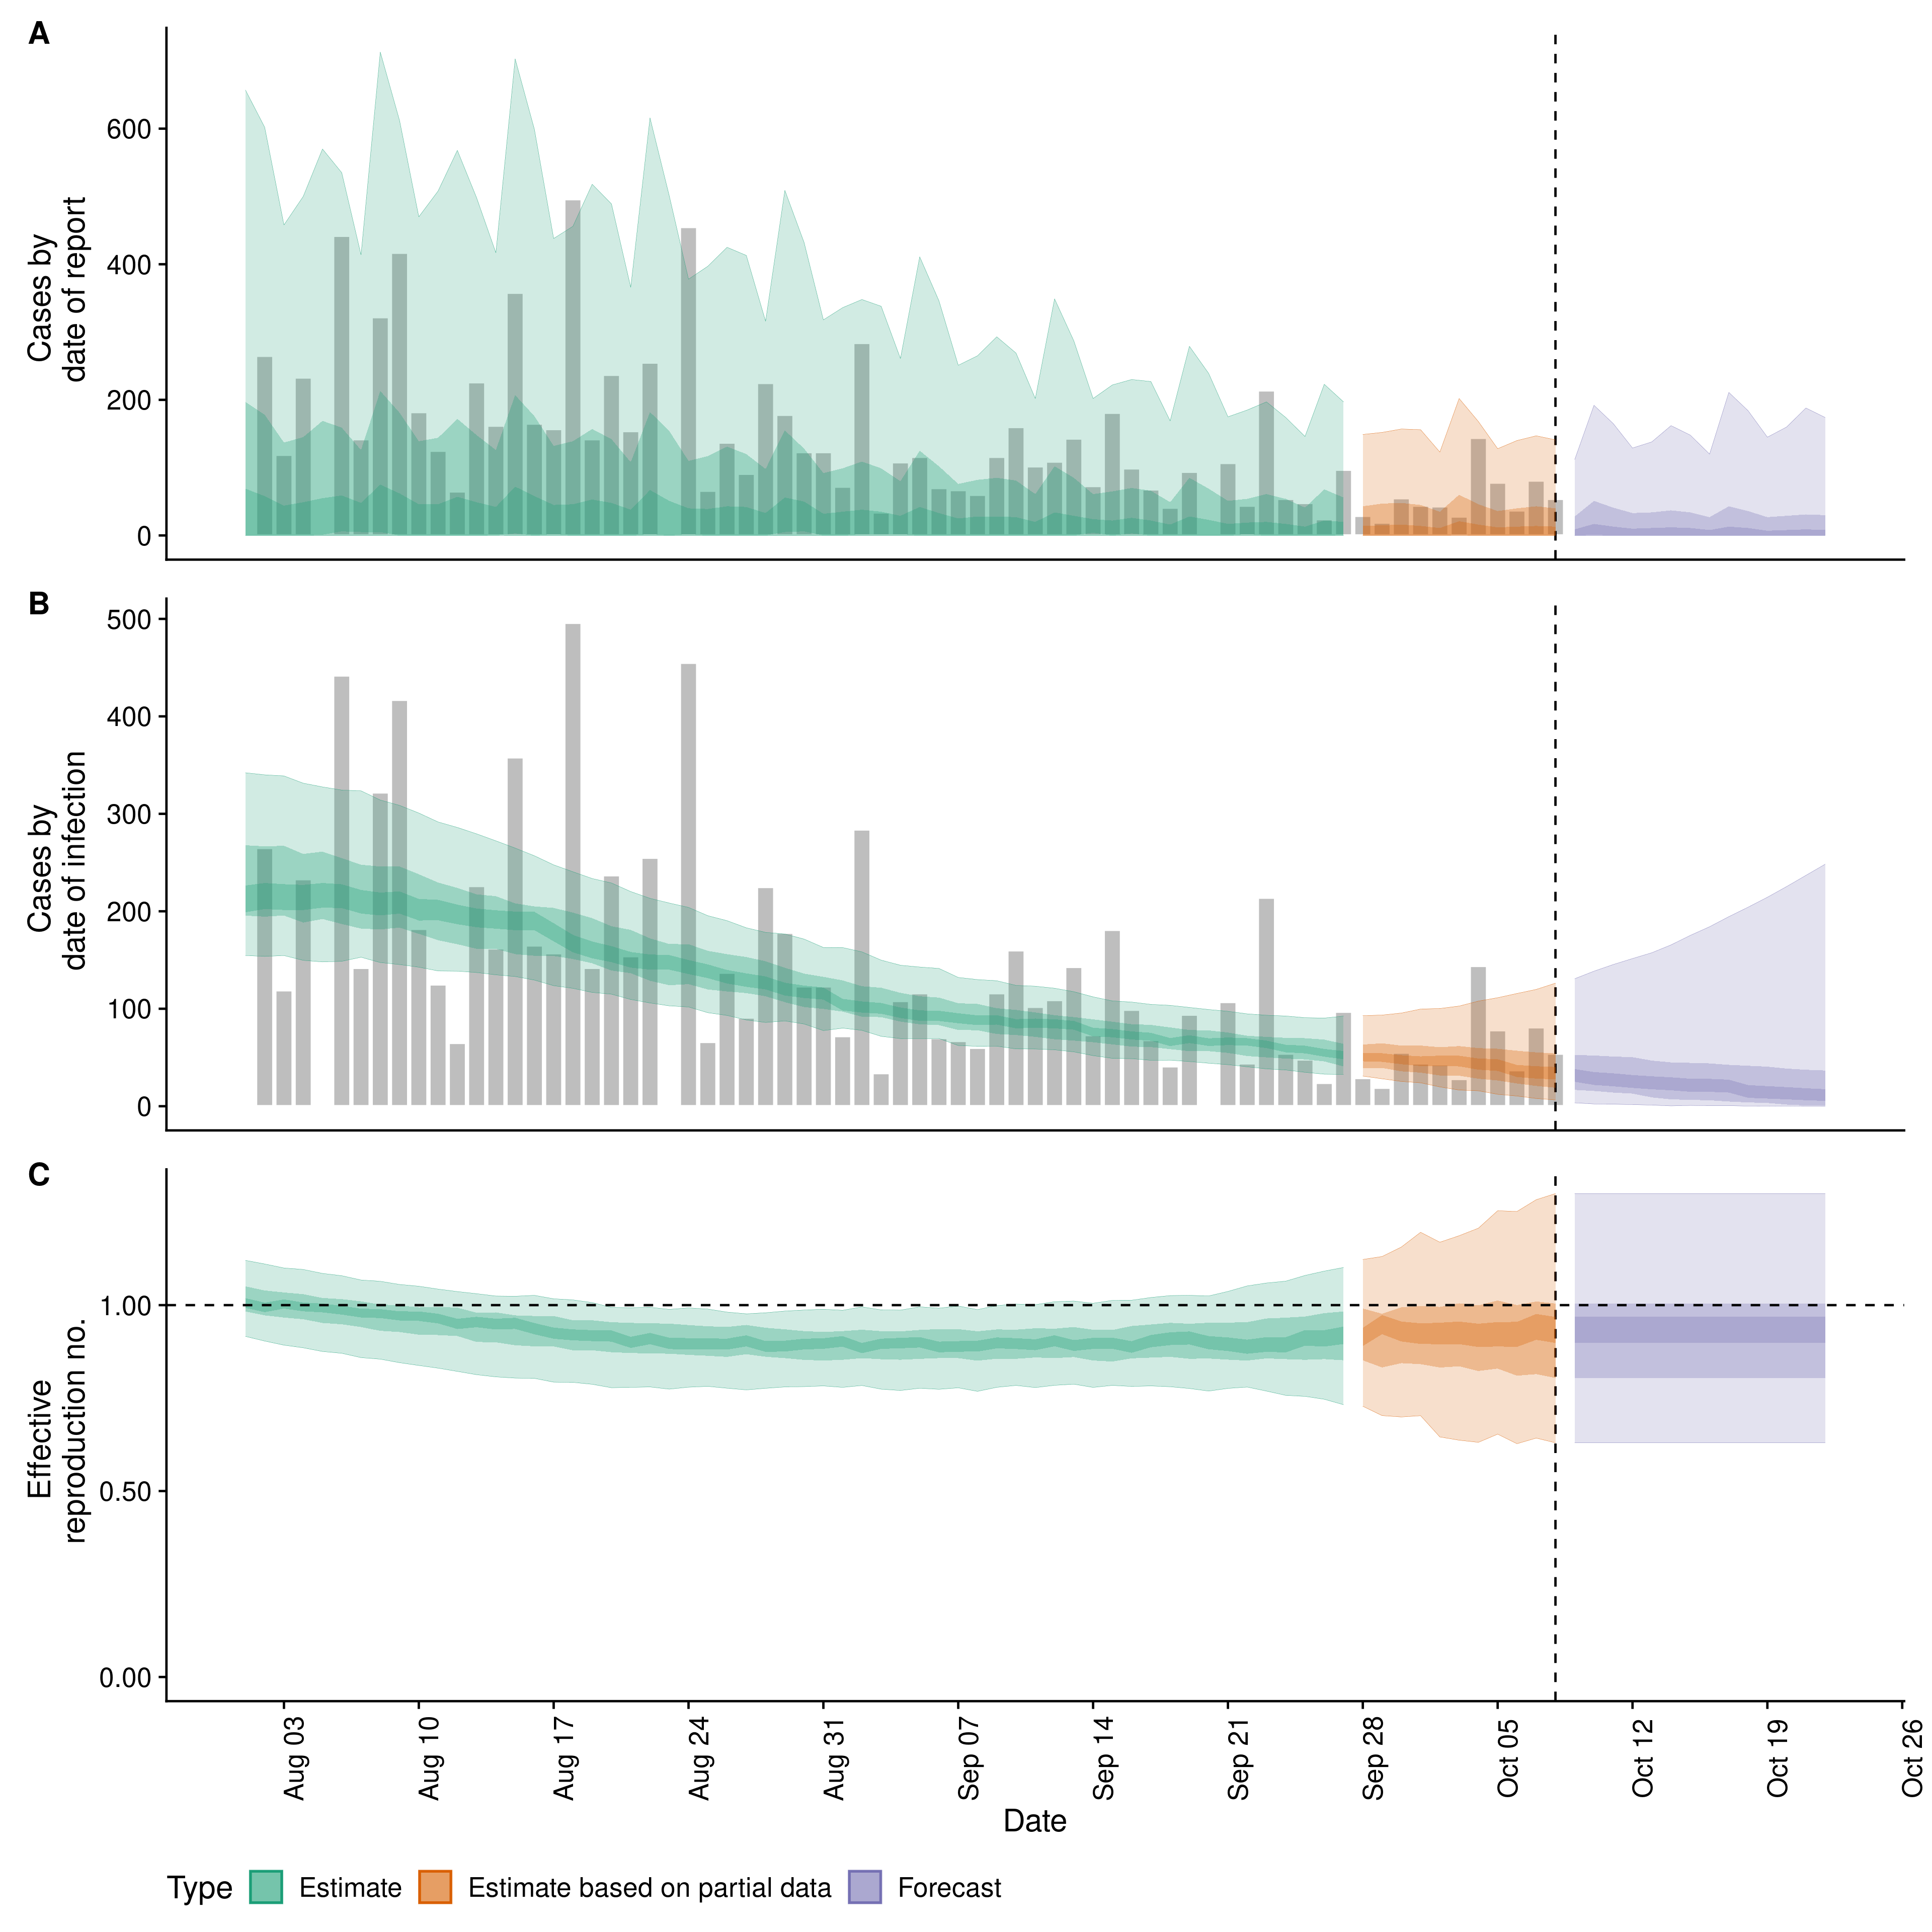 A
600
400
200
0
Cases by
date of report
B
500
400
300
200
100
0
Cases by
date of infection
C
1.00
0.50
0.00
Effective
reproduction no.
Aug 03
Aug 10
Aug 17
Aug 24
Aug 31
Sep 07
Sep 14
Sep 21
Sep 28
Oct 05
Oct 12
Oct 19
Oct 26
Date
Type Estimate Estimate based on partial data Forecast